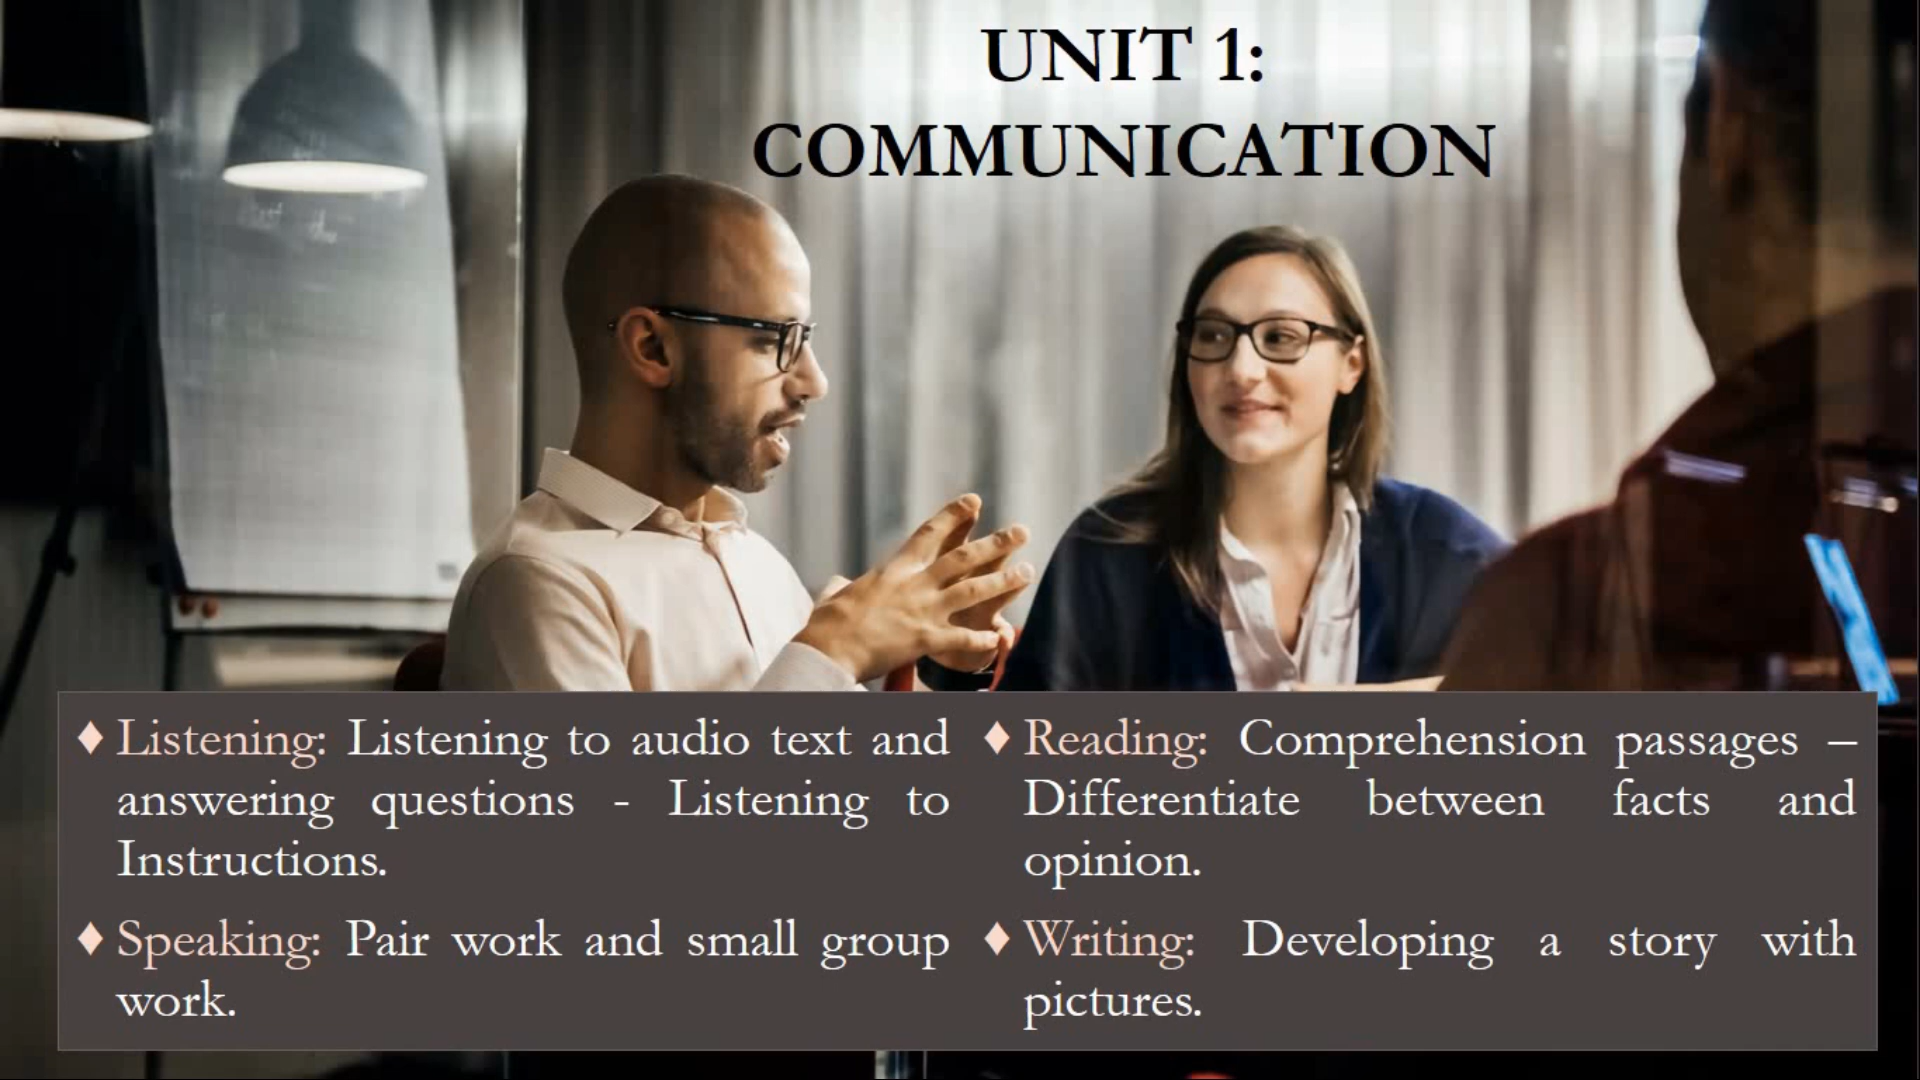 UNIT 1:
COMMUNICATION
♦ Listening: Listening to audio text and
answering questions - Listening to
Instructions.
♦ Speaking: Pair work and small group
work.
♦ Reading: Comprehension passages –
Differentiate between facts and
opinion.
♦ Writing: Developing a story with
pictures.